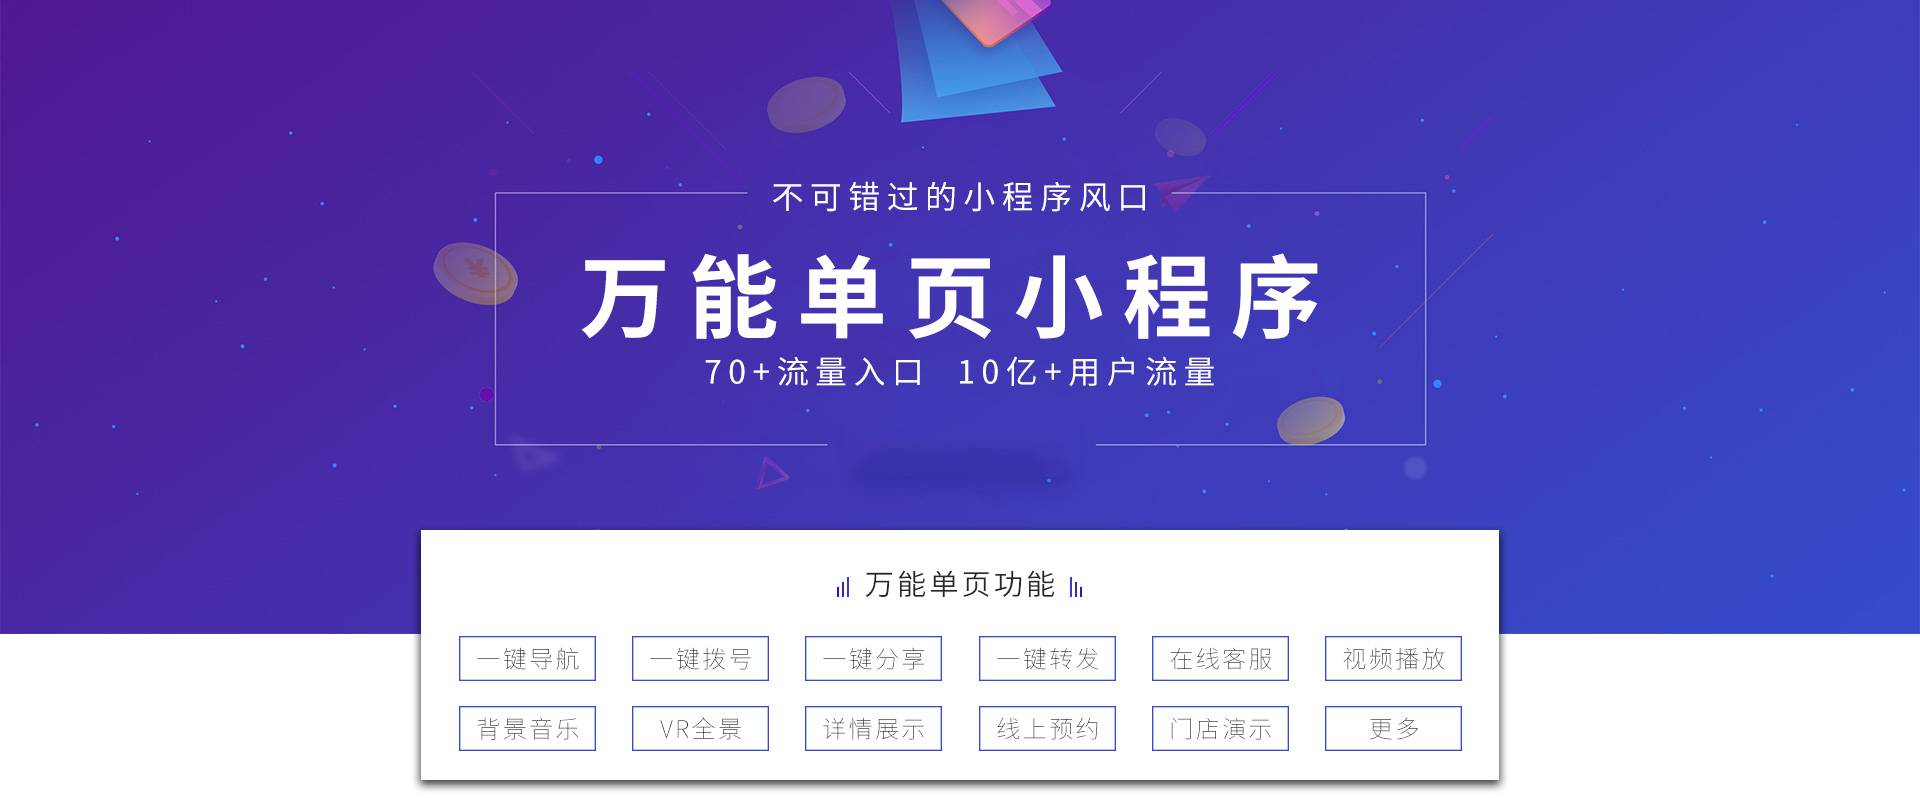 不可错过的小程序风口
万能单页小程序
70+流量入口 10亿+用户流量
万能单页功能
一键导航 一键拨号 一键分享 一键转发 在线客服 视频播放
背景音乐 VR全景 详情展示 线上预约 门店演示 更多